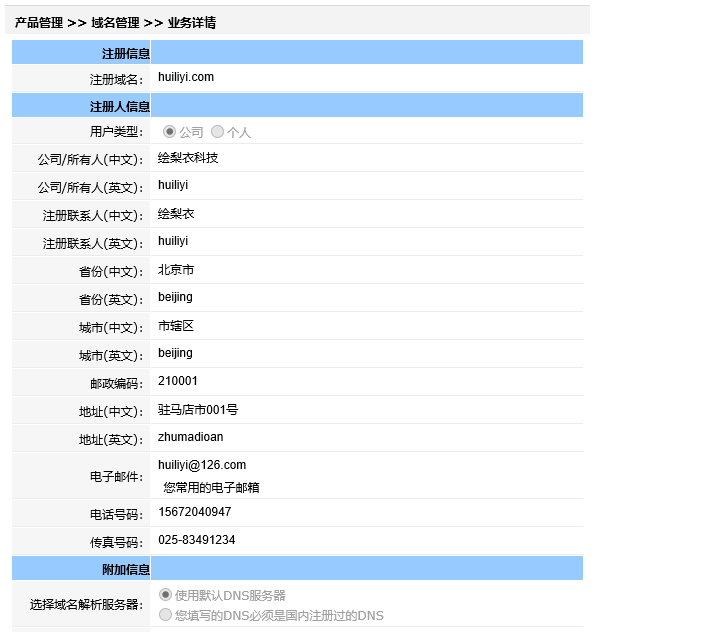 产品管理 >> 域名管理 >> 业务详情
注册信息
注册域名： huiliyi.com
注册人信息
用户类型： 公司 个人
公司/所有人(中文)： 绘梨衣科技
公司/所有人(英文)： huiliyi
注册联系人(中文)： 绘梨衣
注册联系人(英文)： huiliyi
省份(中文)： 北京市
省份(英文)： beijing
城市(中文)： 市辖区
城市(英文)： beijing
邮政编码： 210001
地址(中文)： 驻马店市001号
地址(英文)： zhumadioan
电子邮件： huiliyi@126.com
您常用的电子邮箱
电话号码： 15672040947
传真号码： 025-83491234
附加信息
选择域名解析服务器： 使用默认DNS服务器
您填写的DNS必须是国内注册过的DNS